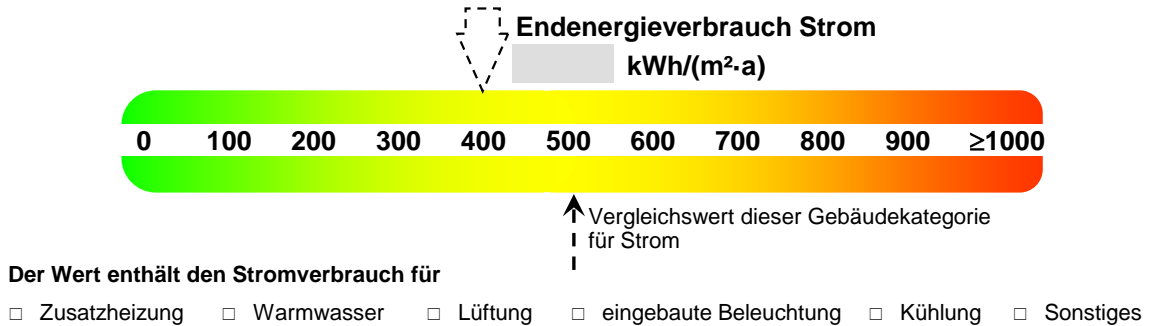 Endenergieverbrauch Strom
kWh/(m²·a)
0 100 200 300 400 500 600 700 800 900 ≥1000
Vergleichswert dieser Gebäudekategorie
für Strom
Der Wert enthält den Stromverbrauch für
□ Zusatzheizung □ Warmwasser □ Lüftung □ eingebaute Beleuchtung □ Kühlung □ Sonstiges